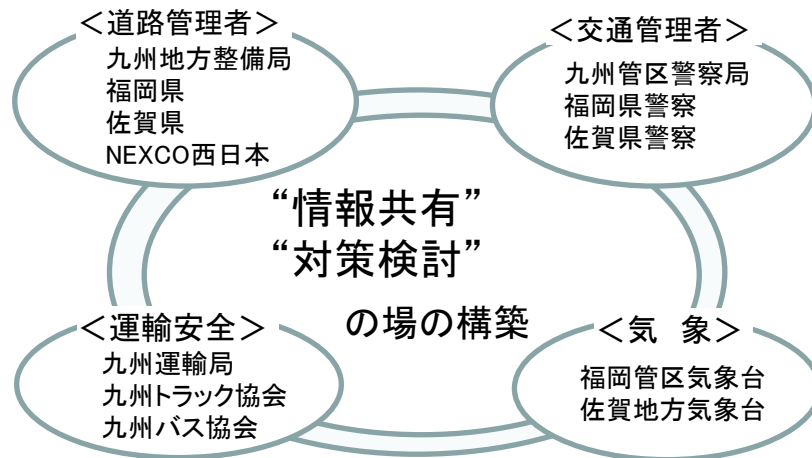 ＜道路管理者＞
九州地方整備局
福岡県
佐賀県
NEXCO西日本
＜交通管理者＞
九州管区警察局
福岡県警察
佐賀県警察
“情報共有”
“対策検討”
の場の構築
＜運輸安全＞
九州運輸局
九州トラック協会
九州バス協会
＜気　象＞
福岡管区気象台
佐賀地方気象台